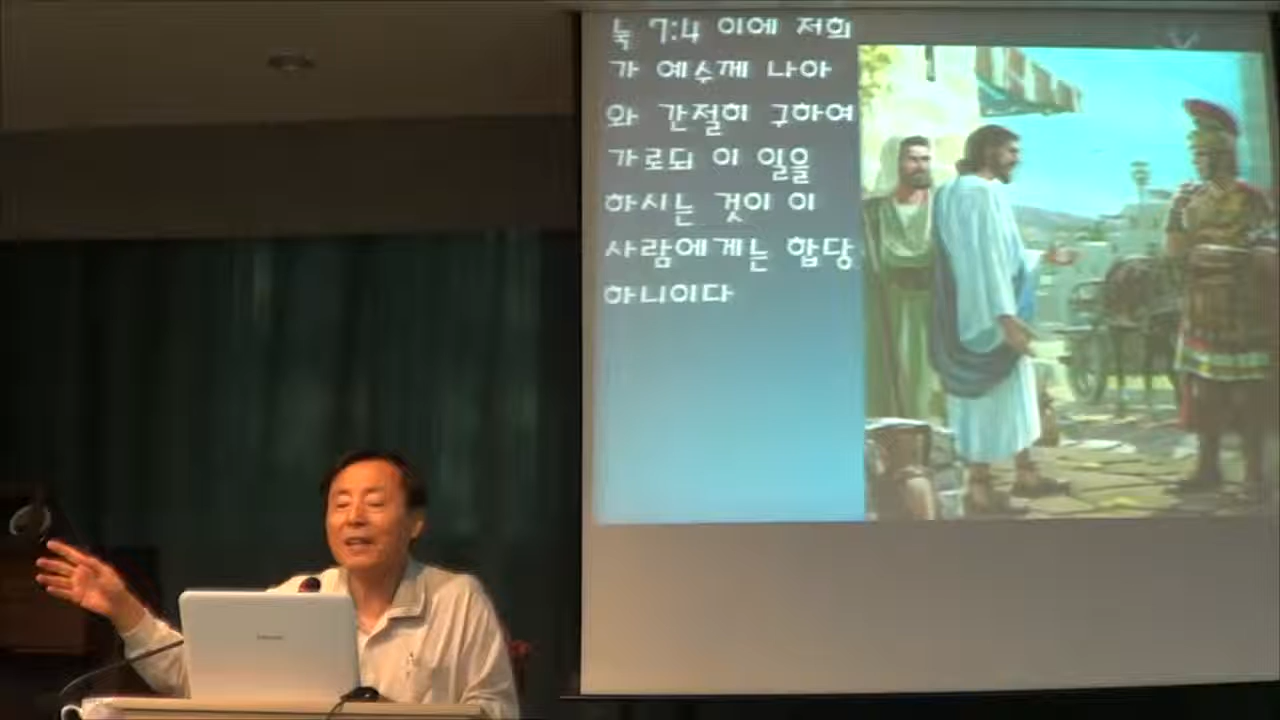 눅 7:4 이에 저희
가 예수께 나아
와 간절히 구하여
가로되 이 일을
하시는 것이 이
사람에게는 합당
하니이다